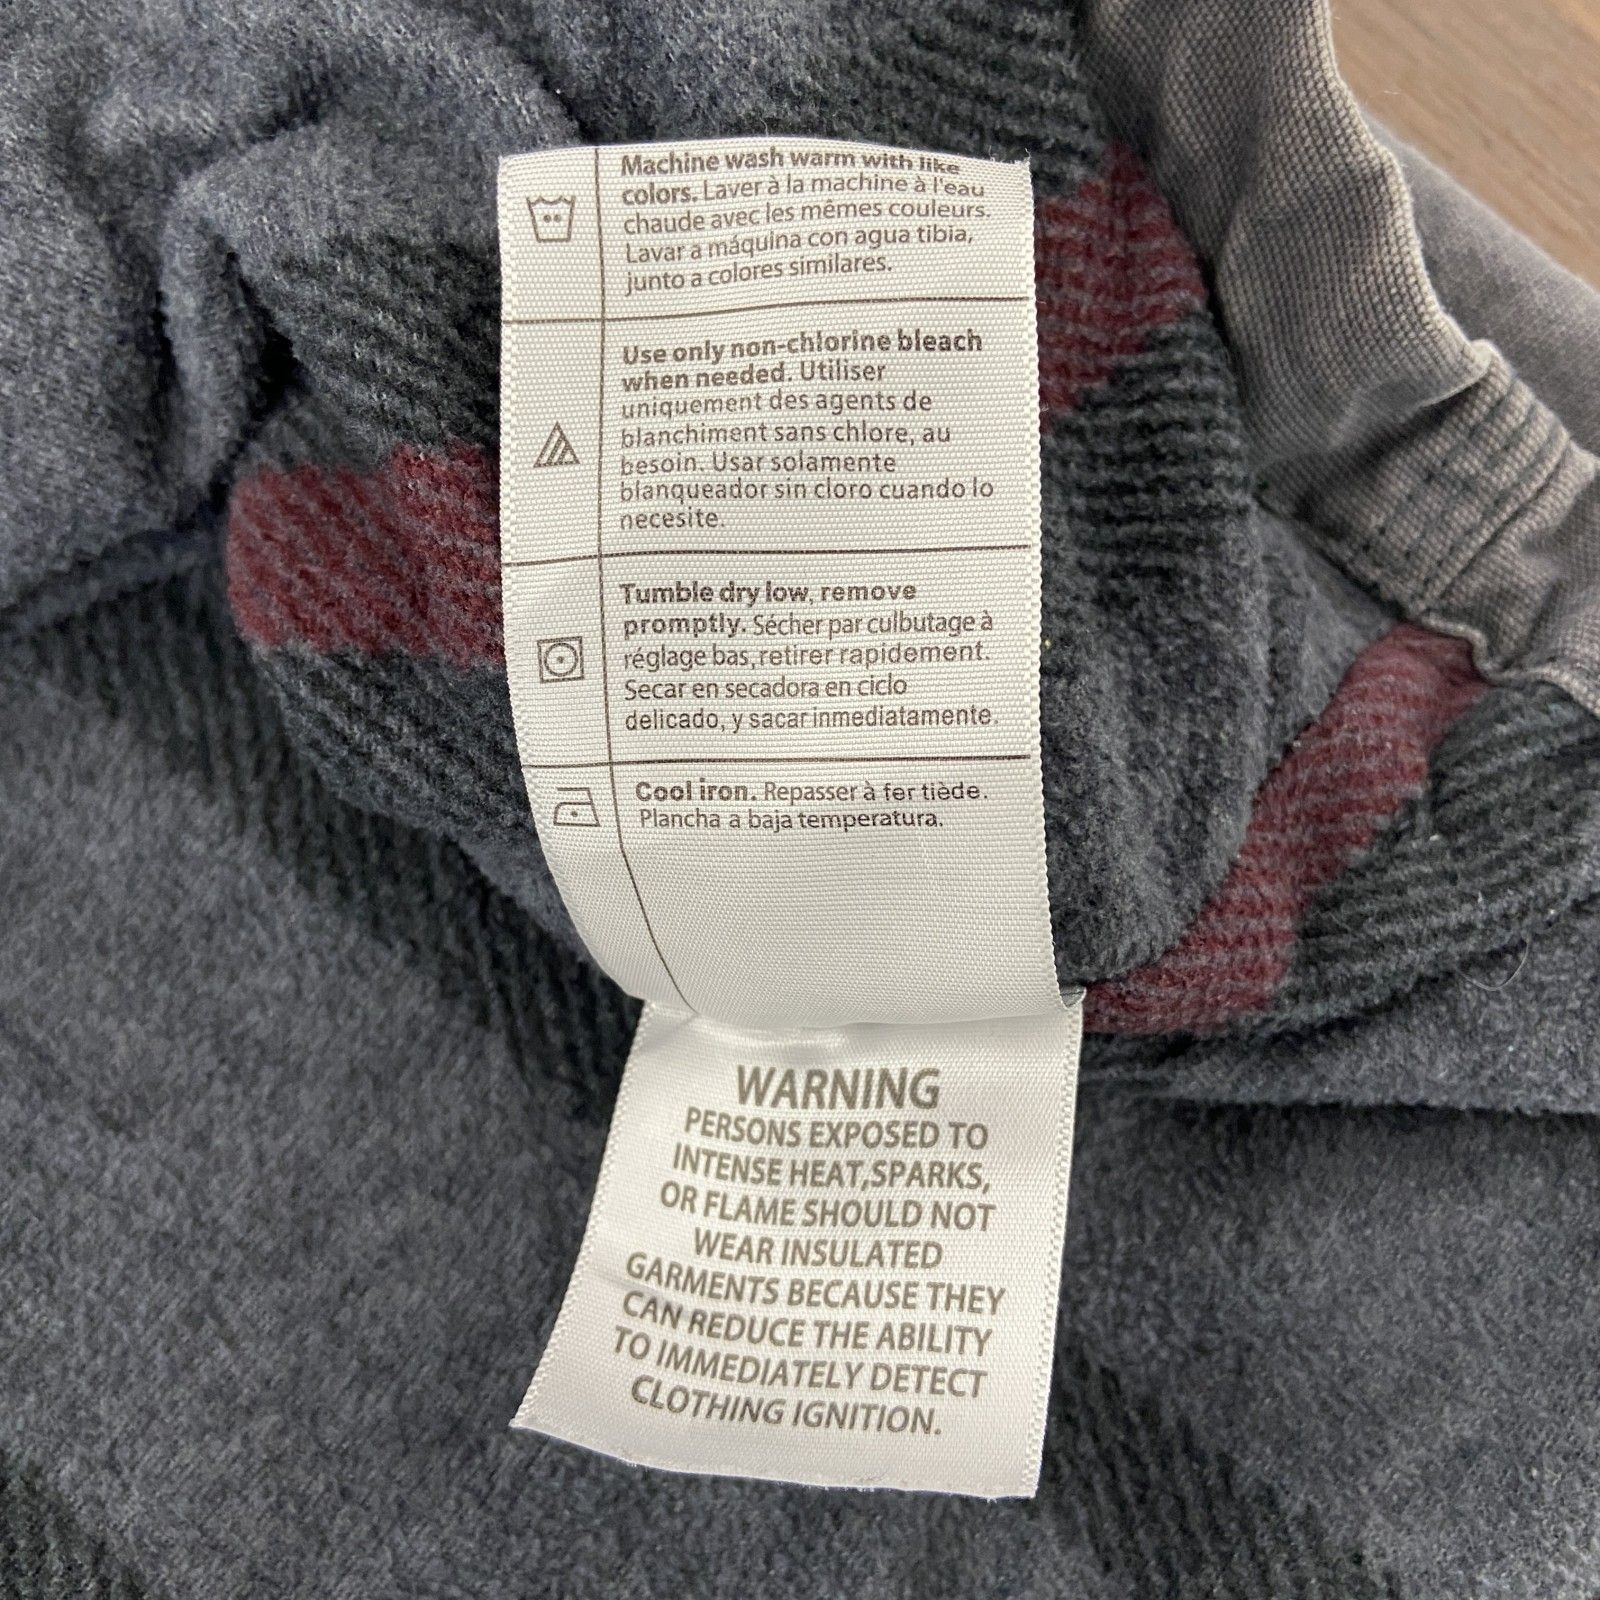 Machine wash warm with like
colors. Laver à la machine à l'eau
chaude avec les mêmes couleurs.
Lavar a máquina con agua tibia,
junto a colores similares.
Use only non-chlorine bleach
when needed. Utiliser
uniquement des agents de
blanchiment sans chlore, au
besoin. Usar solamente
blanqueador sin cloro cuando lo
necesite.
Tumble dry low, remove
promptly. Sécher par culbutage à
réglage bas, retirer rapidement.
Secar en secadora en ciclo
delicado, y sacar inmediatamente.
Cool iron. Repasser à fer tiède.
Plancha a baja temperatura.
WARNING
PERSONS EXPOSED TO
INTENSE HEAT,SPARKS,
OR FLAME SHOULD NOT
WEAR INSULATED
GARMENTS BECAUSE THEY
CAN REDUCE THE ABILITY
TO IMMEDIATELY DETECT
CLOTHING IGNITION.